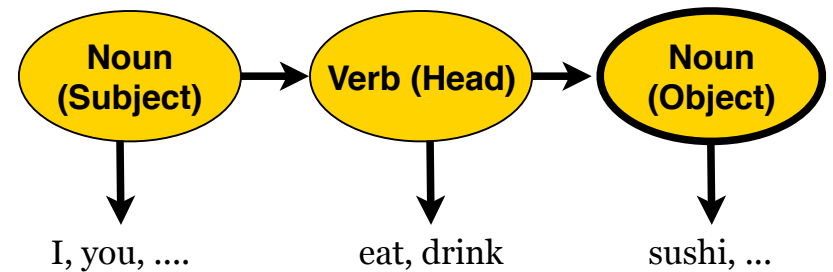 Noun
(Subject)
Verb (Head)
Noun
(Object)
I, you, ....
eat, drink
sushi, ...